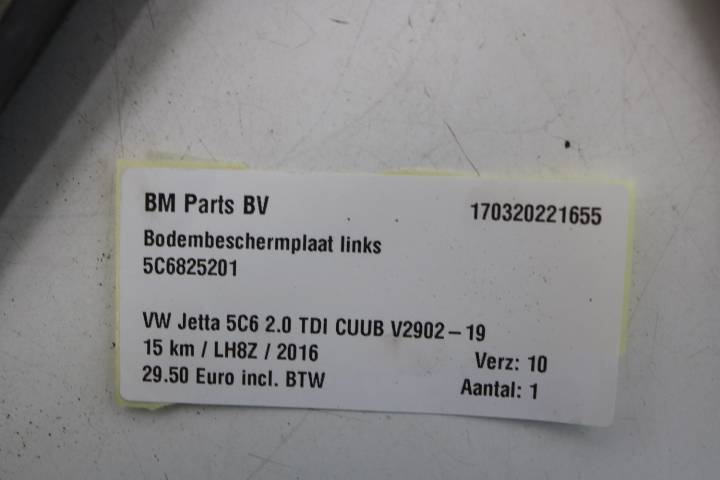 BM Parts BV 170320221655
Bodembeschermplaat links
5C6825201
VW Jetta 5C6 2.0 TDI CUUB V2902-19
15 km / LH8Z / 2016 Verz: 10
29.50 Euro incl. BTW Aantal: 1